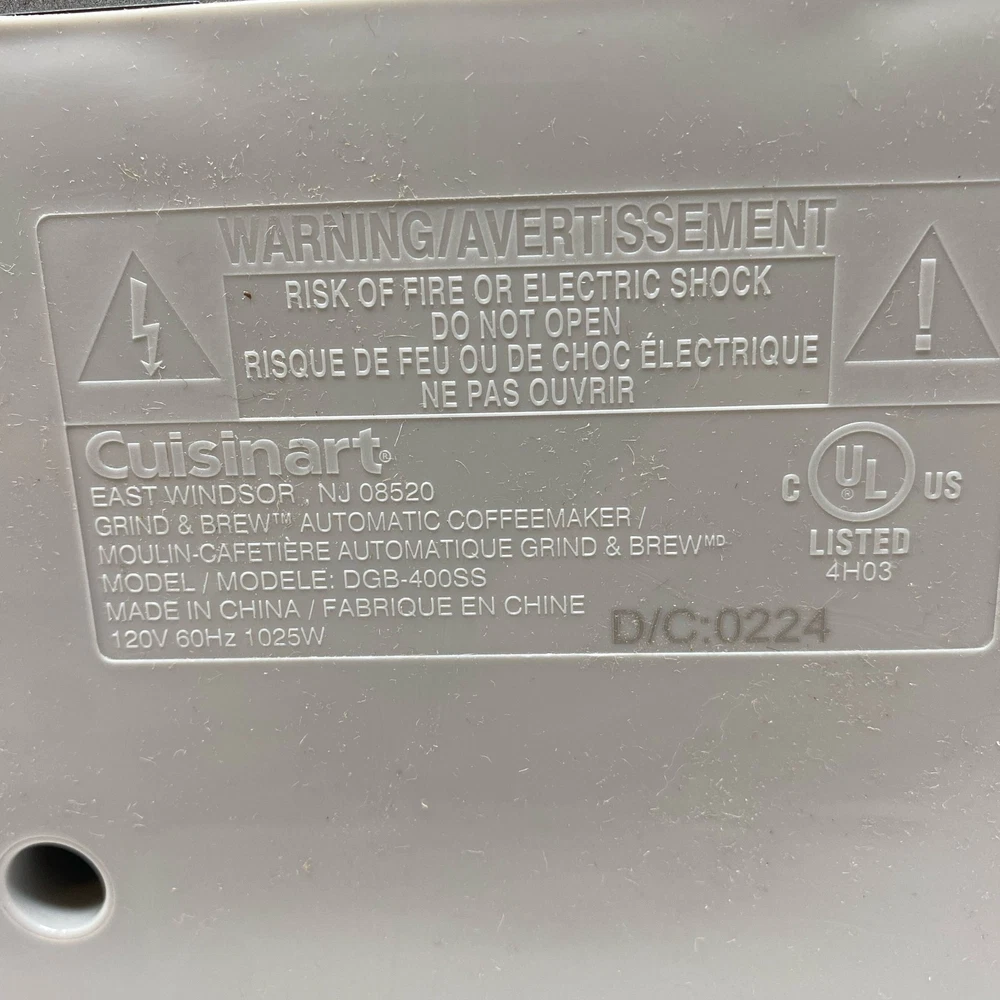 WARNING/AVERTISSEMENT
RISK OF FIRE OR ELECTRIC SHOCK
DO NOT OPEN
RISQUE DE FEU OU DE CHOC ÉLECTRIQUE
NE PAS OUVRIR
!
Cuisinart®
EAST WINDSOR , NJ 08520
GRIND & BREW™ AUTOMATIC COFFEEMAKER /
MOULIN-CAFETIÈRE AUTOMATIQUE GRIND & BREWᴹᴰ
MODEL / MODELE: DGB-400SS
MADE IN CHINA / FABRIQUE EN CHINE
120V 60Hz 1025W
D/C:0224
C UL® US
LISTED
4H03